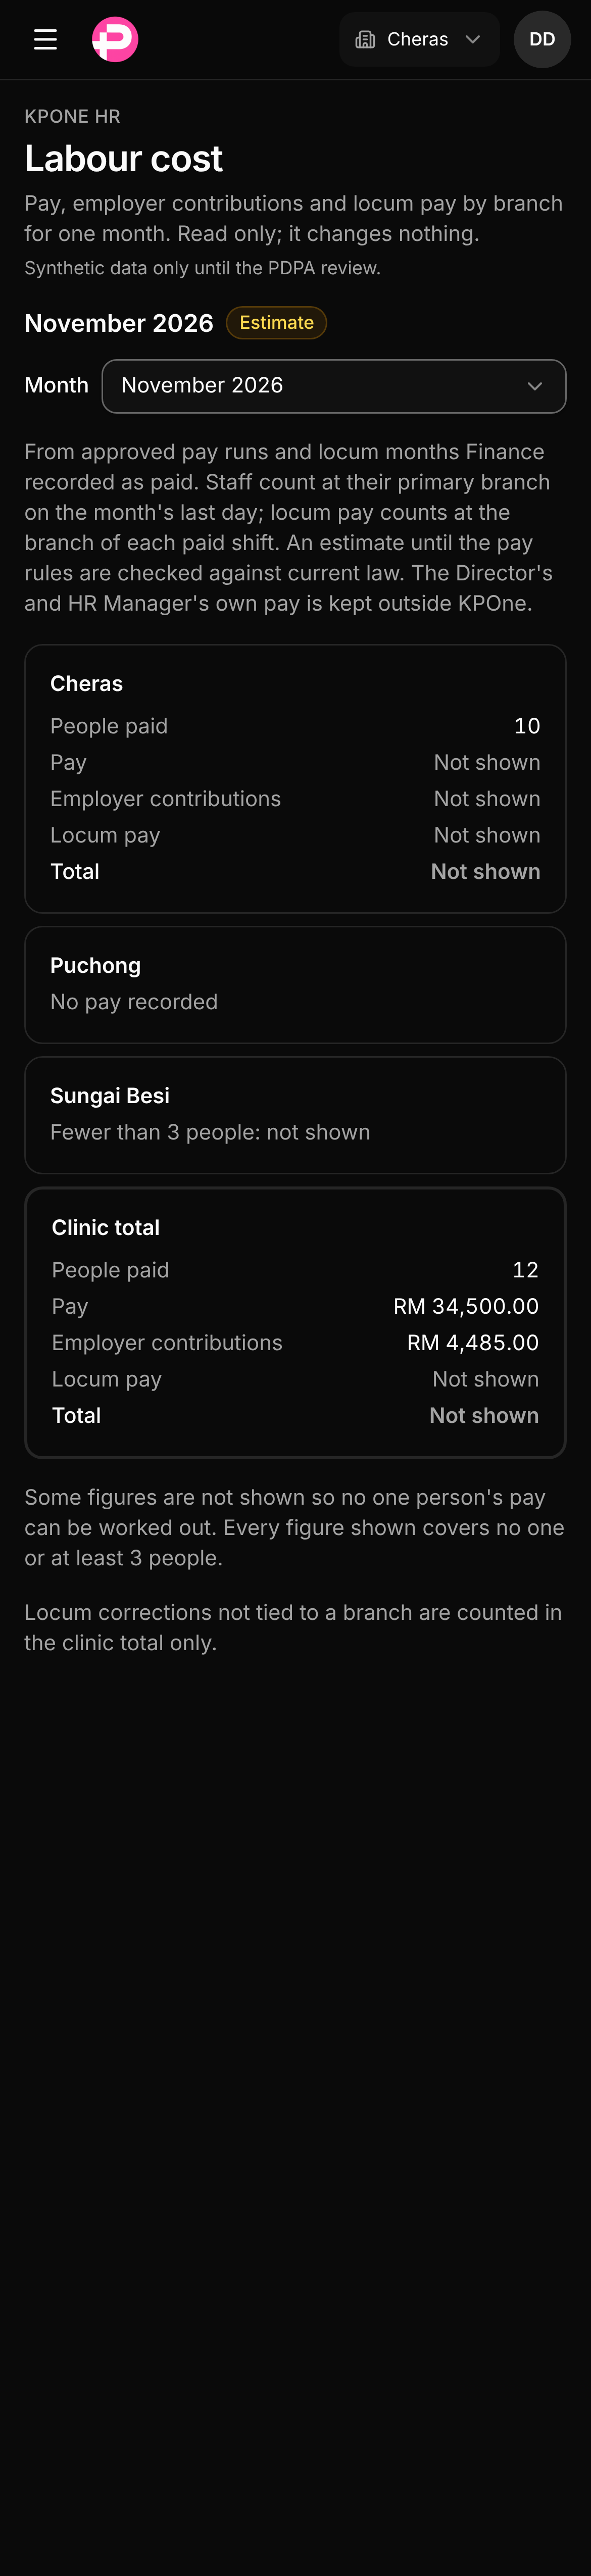 Cheras
DD
KPONE HR
Labour cost
Pay, employer contributions and locum pay by branch
for one month. Read only; it changes nothing.
Synthetic data only until the PDPA review.
November 2026 Estimate
Month November 2026
From approved pay runs and locum months Finance
recorded as paid. Staff count at their primary branch
on the month's last day; locum pay counts at the
branch of each paid shift. An estimate until the pay
rules are checked against current law. The Director's
and HR Manager's own pay is kept outside KPOne.
Cheras
People paid 10
Pay Not shown
Employer contributions Not shown
Locum pay Not shown
Total Not shown
Puchong
No pay recorded
Sungai Besi
Fewer than 3 people: not shown
Clinic total
People paid 12
Pay RM 34,500.00
Employer contributions RM 4,485.00
Locum pay Not shown
Total Not shown
Some figures are not shown so no one person's pay
can be worked out. Every figure shown covers no one
or at least 3 people.
Locum corrections not tied to a branch are counted in
the clinic total only.